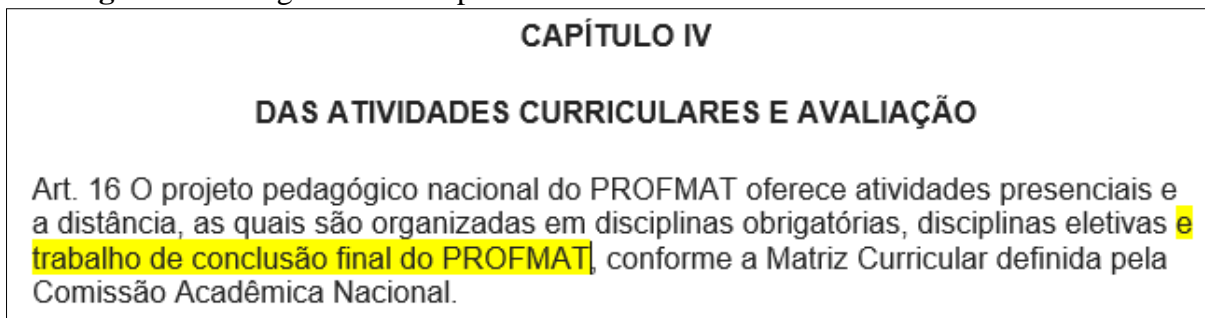 CAPÍTULO IV
DAS ATIVIDADES CURRICULARES E AVALIAÇÃO
Art. 16 O projeto pedagógico nacional do PROFMAT oferece atividades presenciais e
a distância, as quais são organizadas em disciplinas obrigatórias, disciplinas eletivas e
trabalho de conclusão final do PROFMAT, conforme a Matriz Curricular definida pela
Comissão Acadêmica Nacional.